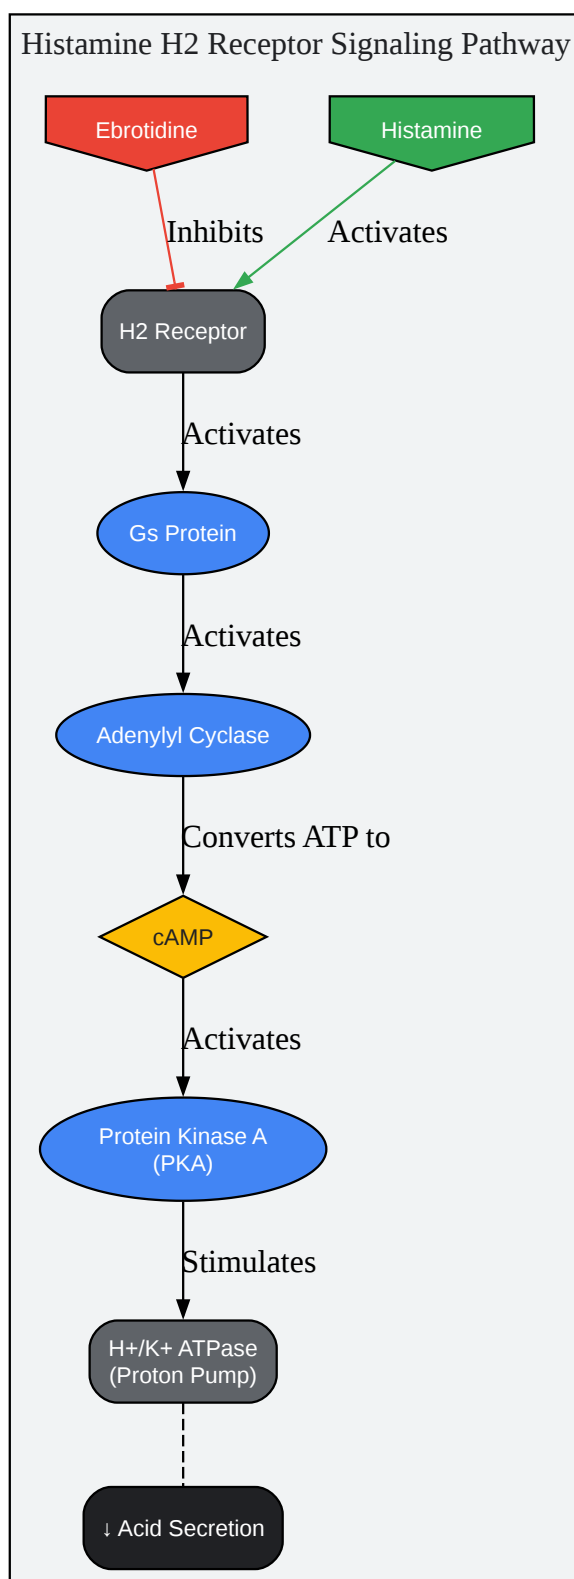 Histamine H2 Receptor Signaling Pathway
Ebrotidine
Histamine
Inhibits
Activates
H2 Receptor
Activates
Gs Protein
Activates
Adenylyl Cyclase
Converts ATP to
cAMP
Activates
Protein Kinase A
(PKA)
Stimulates
H+/K+ ATPase
(Proton Pump)
↓ Acid Secretion